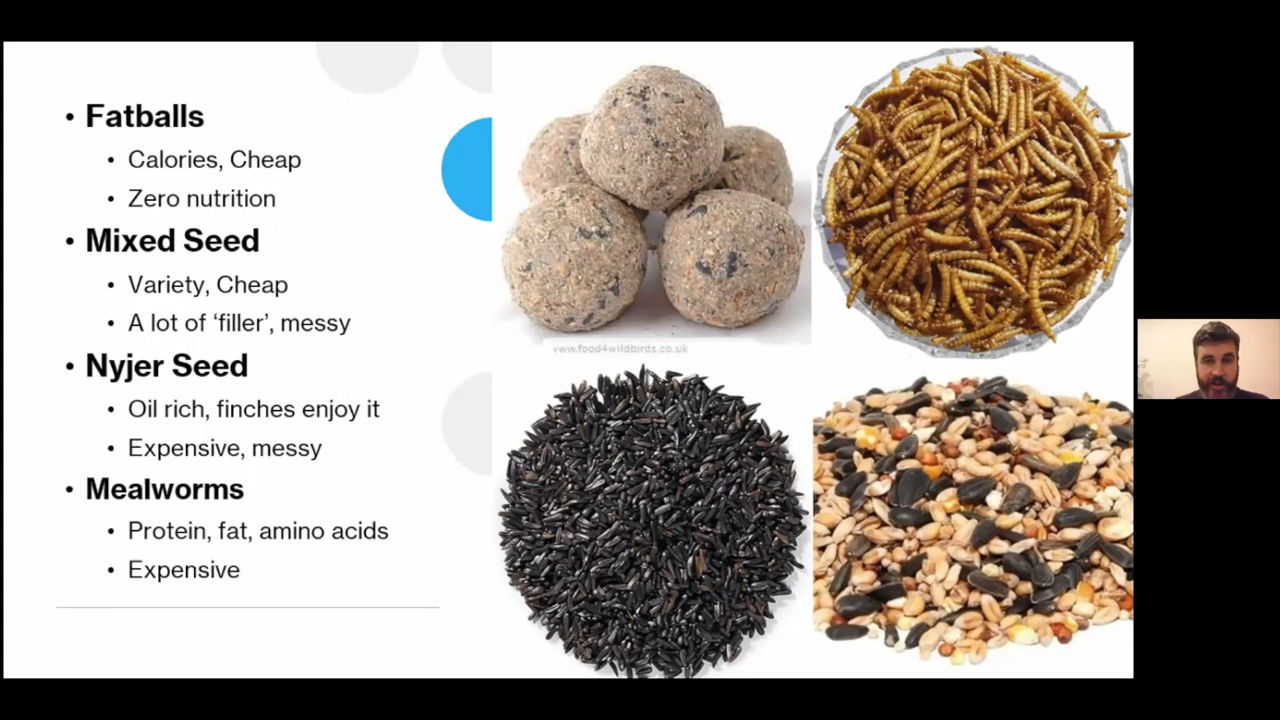 Fatballs
Calories, Cheap
Zero nutrition
Mixed Seed
Variety, Cheap
A lot of ‘filler’, messy
Nyjer Seed
Oil rich, finches enjoy it
Expensive, messy
Mealworms
Protein, fat, amino acids
Expensive
www.food4wildbirds.co.uk